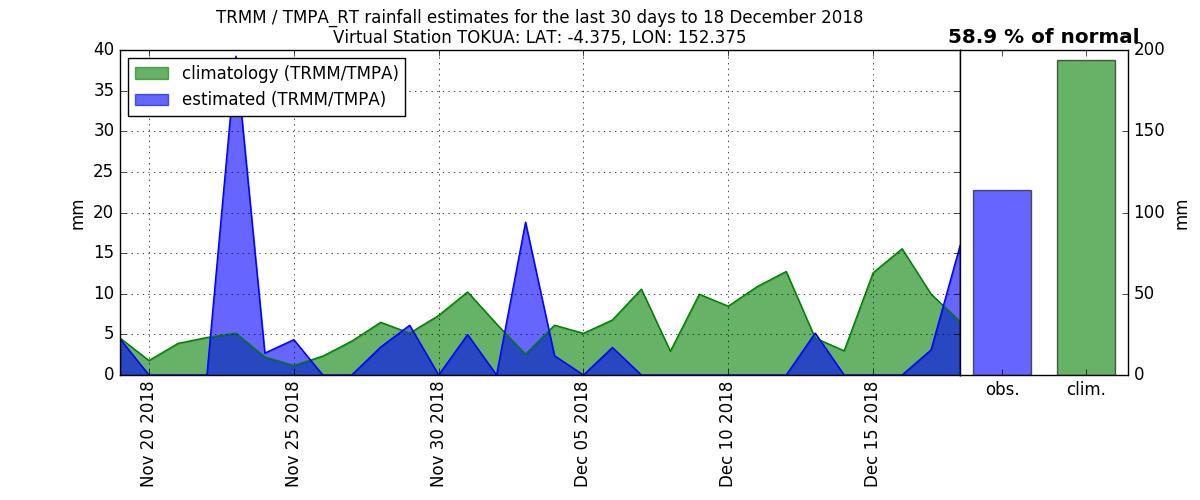 TRMM / TMPA_RT rainfall estimates for the last 30 days to 18 December 2018
Virtual Station TOKUA: LAT: -4.375, LON: 152.375
58.9 % of normal
climatology (TRMM/TMPA)
estimated (TRMM/TMPA)
40
35
30
25
20
15
10
5
0
mm
200
150
100
50
0
mm
Nov 20 2018
Nov 25 2018
Nov 30 2018
Dec 05 2018
Dec 10 2018
Dec 15 2018
obs.
clim.